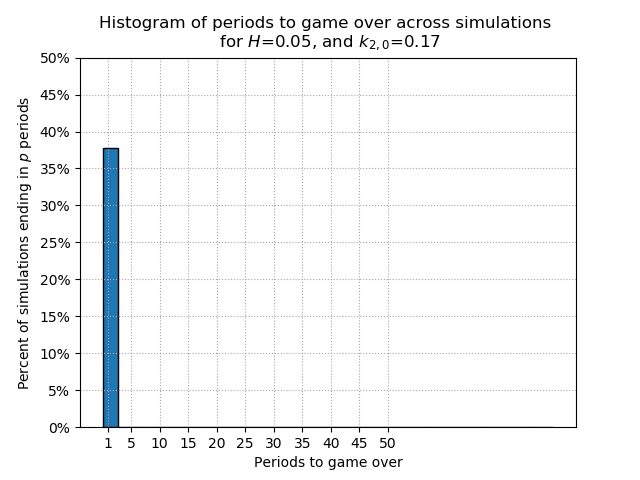 Histogram of periods to game over across simulations
for H=0.05, and k2,0=0.17
50%
45%
40%
35%
30%
25%
20%
15%
10%
5%
0%
Percent of simulations ending in p periods
1 5 10 15 20 25 30 35 40 45 50
Periods to game over